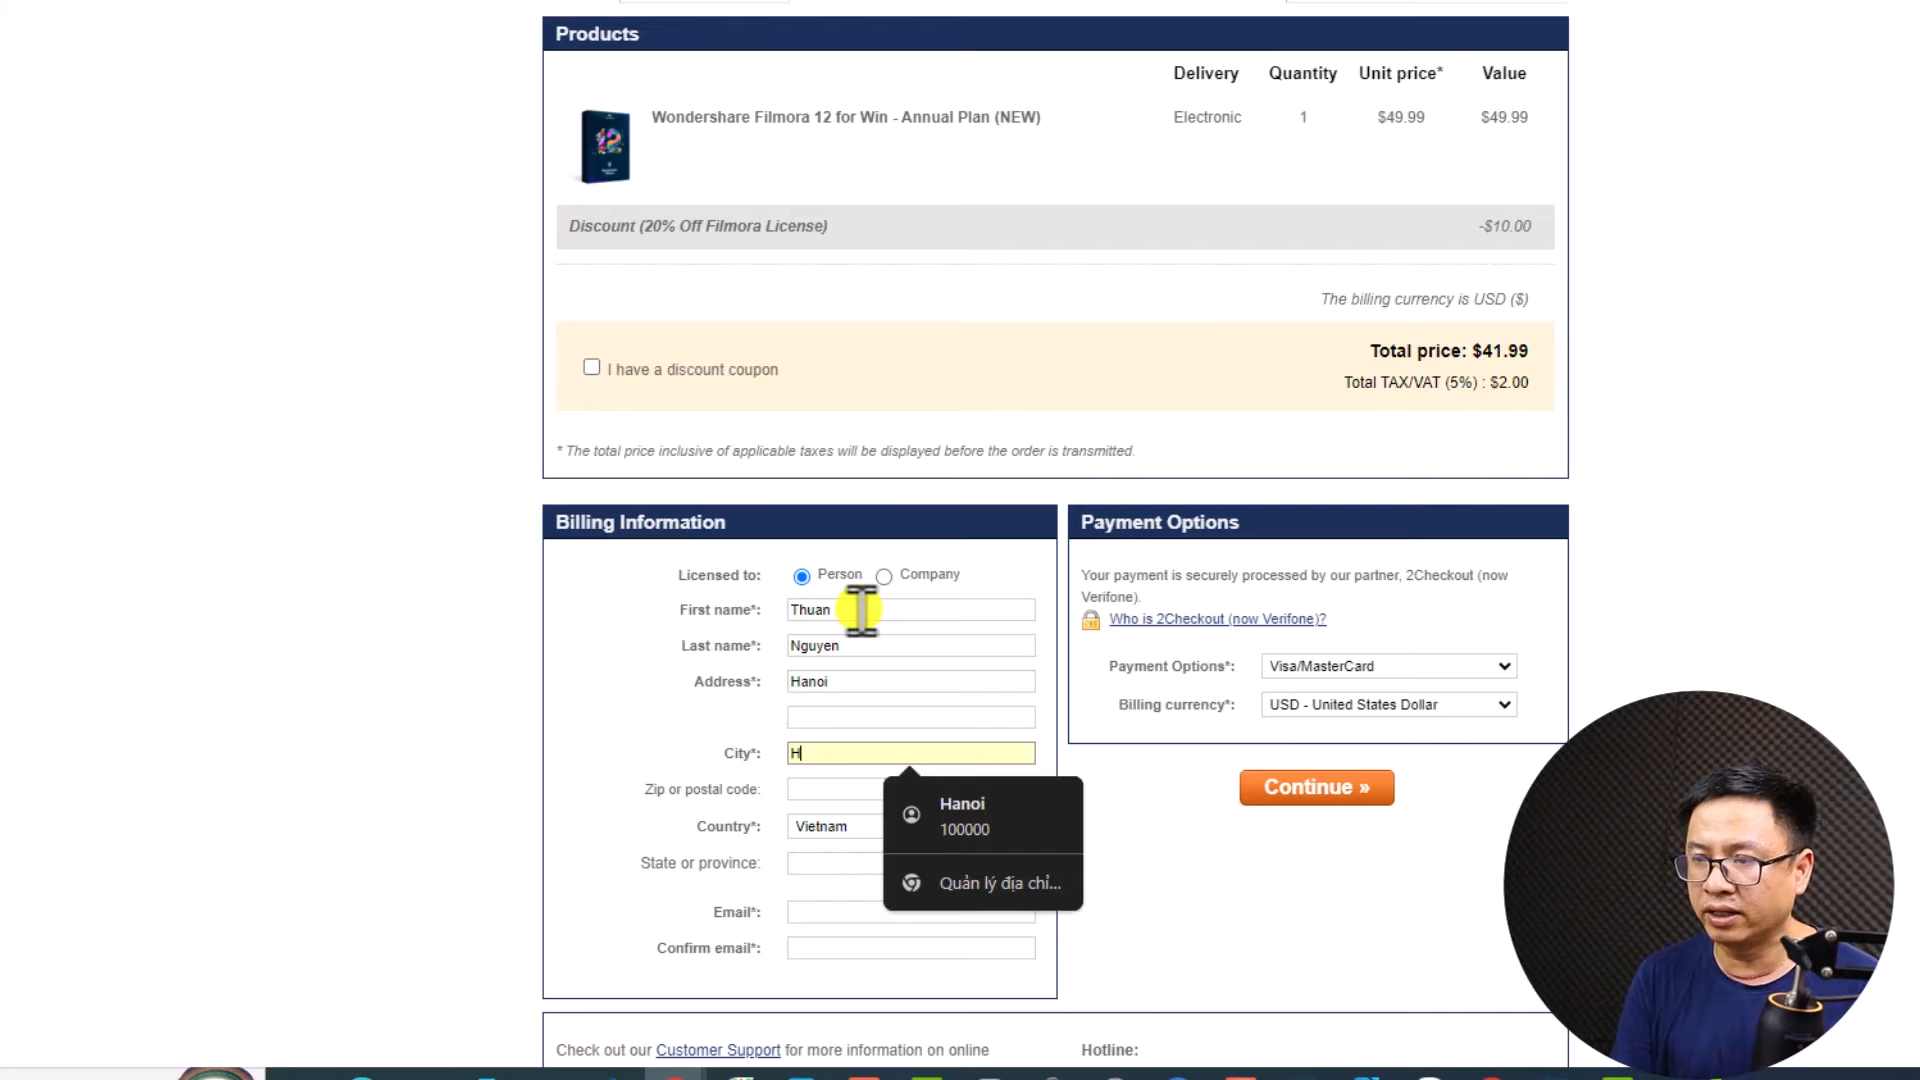 Products
Delivery Quantity Unit price* Value
Wondershare Filmora 12 for Win - Annual Plan (NEW) Electronic 1 $49.99 $49.99
12
Discount (20% Off Filmora License) -$10.00
The billing currency is USD ($)
I have a discount coupon
Total price: $41.99
Total TAX/VAT (5%) : $2.00
* The total price inclusive of applicable taxes will be displayed before the order is transmitted.
Billing Information
Licensed to: Person Company
First name*: Thuan
Last name*: Nguyen
Address*: Hanoi
City*: H
Zip or postal code:
Country*: Vietnam
State or province:
Email*:
Confirm email*:
Hanoi
100000
Quản lý địa chỉ...
Payment Options
Your payment is securely processed by our partner, 2Checkout (now
Verifone).
Who is 2Checkout (now Verifone)?
Payment Options*: Visa/MasterCard
Billing currency*: USD - United States Dollar
Continue »
Check out our Customer Support for more information on online
Hotline: